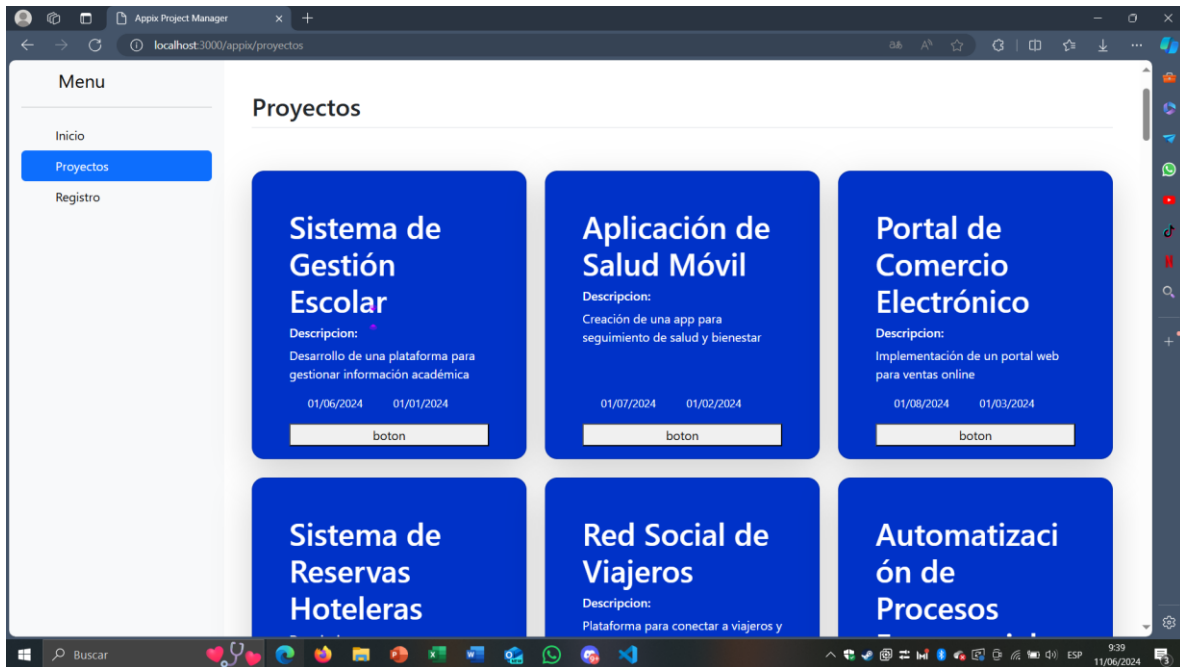 Appix Project Manager
localhost:3000/appix/proyectos
Menu
Inicio
Proyectos
Registro
Proyectos
Sistema de
Gestión
Escolar
Descripcion:
Desarrollo de una plataforma para
gestionar información académica
01/06/2024 01/01/2024
boton
Aplicación de
Salud Móvil
Descripcion:
Creación de una app para
seguimiento de salud y bienestar
01/07/2024 01/02/2024
boton
Portal de
Comercio
Electrónico
Descripcion:
Implementación de un portal web
para ventas online
01/08/2024 01/03/2024
boton
Sistema de
Reservas
Hoteleras
Red Social de
Viajeros
Descripcion:
Plataforma para conectar a viajeros y
Automatizaci
ón de
Procesos
Buscar
ESP
9:39
11/06/2024